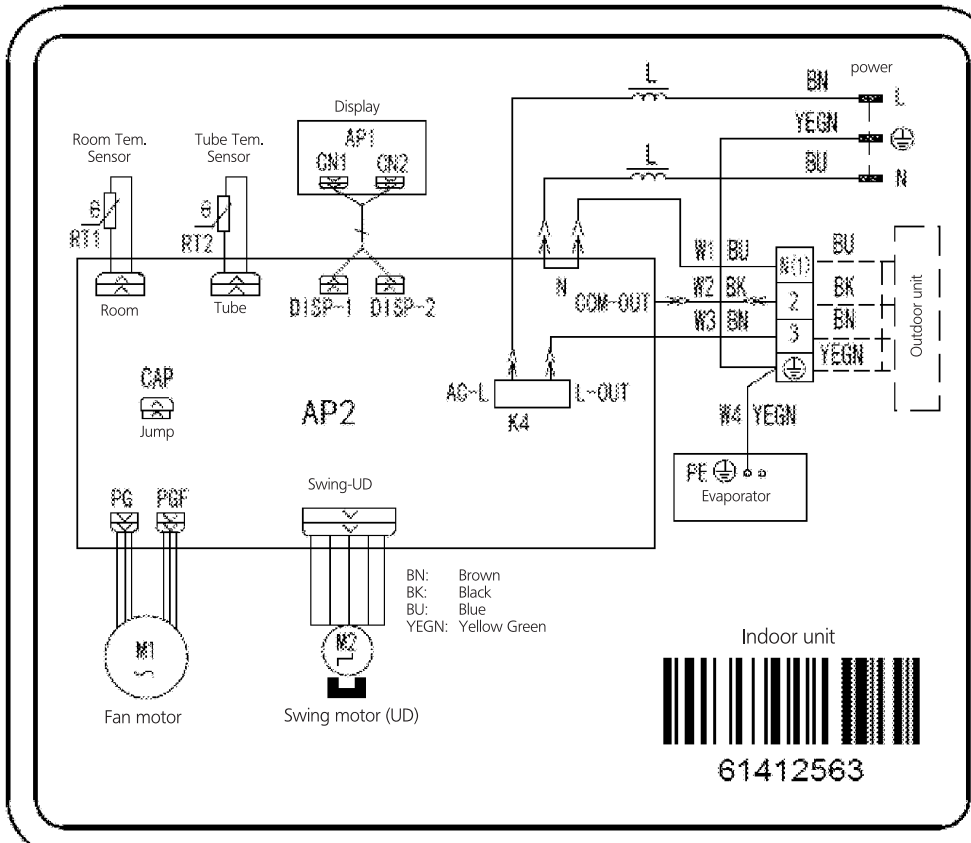 power
L
BN
L
YEGN
L
BU
N
Display
AP1
CN1 CN2
Room Tem.
Sensor
Tube Tem.
Sensor
θ
RT1
θ
RT2
Room
Tube
DISP-1 DISP-2
N
COM-OUT
W1 BU
W2 BK
W3 BN
N(1)
2
3
BU
BK
BN
YEGN
Outdoor unit
AC-L
K4
L-OUT
W4 YEGN
PE
Evaporator
CAP
Jump
AP2
PG PGF
Swing-UD
BN: Brown
BK: Black
BU: Blue
YEGN: Yellow Green
M1
Fan motor
M2
Swing motor (UD)
Indoor unit
61412563